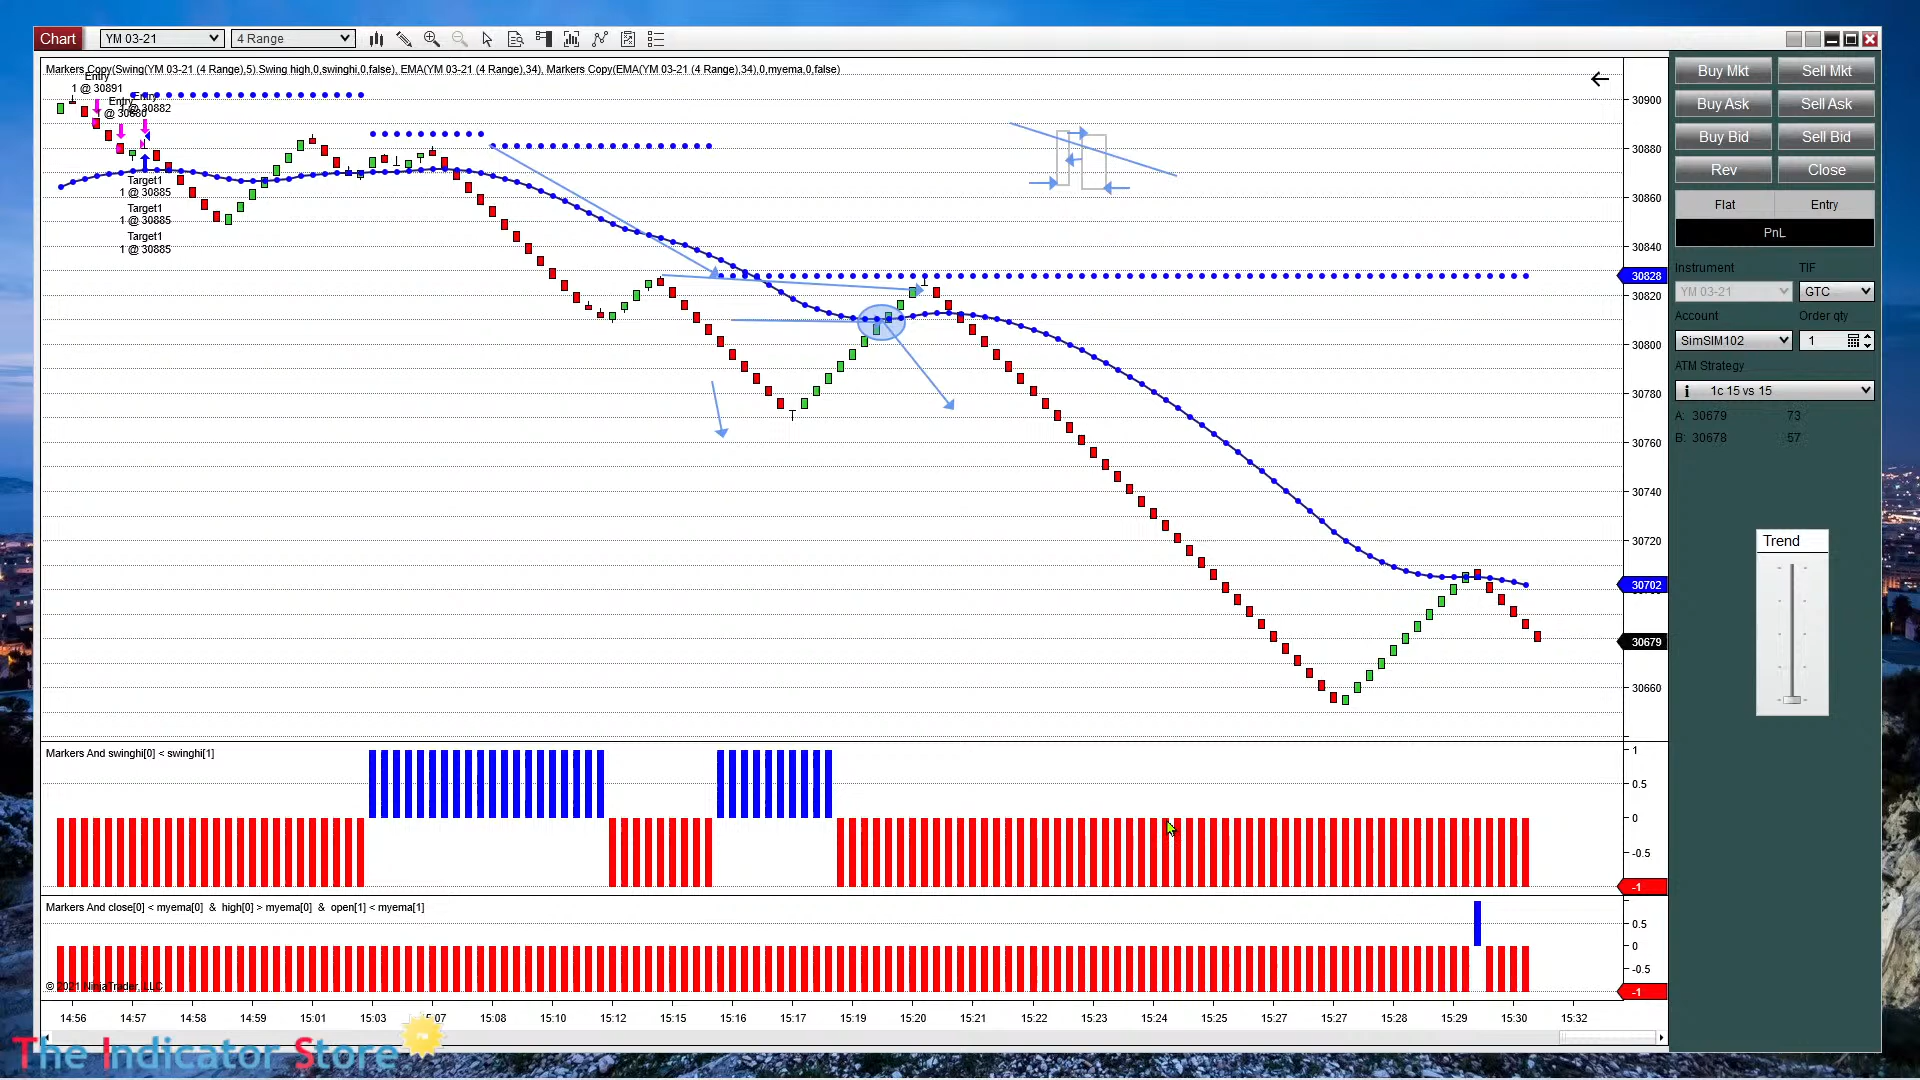 Chart YM 03-21 4 Range
Markers Copy(Swing(YM 03-21 (4 Range),5).Swing high,0,swinghi,0,false), EMA(YM 03-21 (4 Range),34), Markers Copy(EMA(YM 03-21 (4 Range),34),0,myema,0,false)
Entry
1 @ 30891
Entry
1 @ 30882
Entry
Target1
1 @ 30885
Target1
1 @ 30885
Target1
1 @ 30885
30900
30880
30860
30840
30828
30820
30800
30780
30760
30740
30720
30702
30679
30660
Markers And swinghi[0] < swinghi[1]
1
0.5
0
-0.5
-1
Markers And close[0] < myema[0] & high[0] > myema[0] & open[1] < myema[1]
0.5
0
-0.5
-1
© 2021 NinjaTrader, LLC
14:56 14:57 14:58 14:59 15:01 15:03 15:07 15:08 15:10 15:12 15:15 15:16 15:17 15:19 15:20 15:21 15:22 15:23 15:24 15:25 15:27 15:27 15:28 15:29 15:30 15:32
The Indicator Store
Buy Mkt Sell Mkt
Buy Ask Sell Ask
Buy Bid Sell Bid
Rev Close
Flat Entry
PnL
Instrument TIF
YM 03-21 GTC
Account Order qty
SimSIM102 1
ATM Strategy
1c 15 vs 15
A: 30679 73
B: 30678 57
Trend